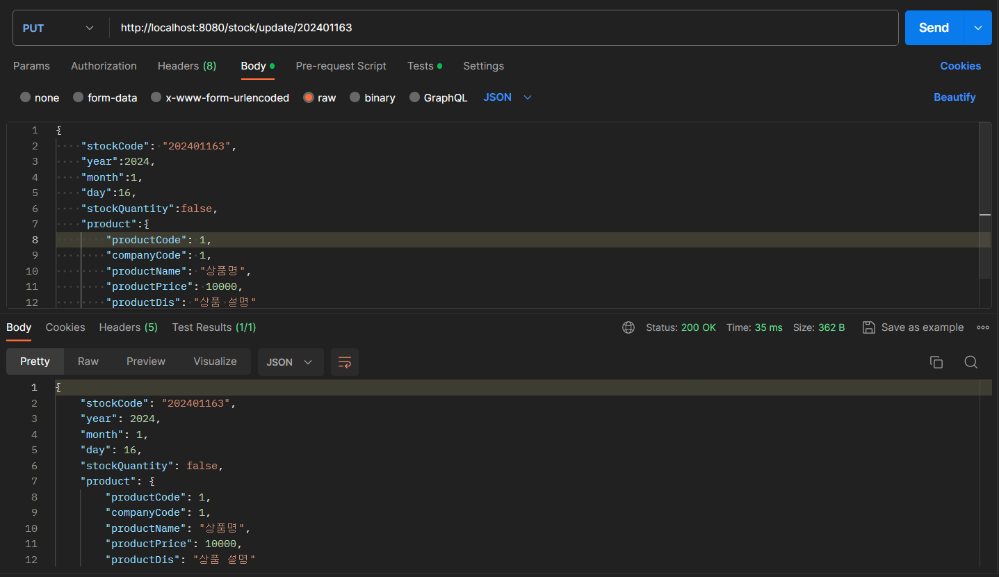 PUT http://localhost:8080/stock/update/202401163 Send
Params Authorization Headers (8) Body Pre-request Script Tests Settings Cookies
none form-data x-www-form-urlencoded raw binary GraphQL JSON Beautify
1 {
2 "stockCode": "202401163",
3 "year":2024,
4 "month":1,
5 "day":16,
6 "stockQuantity":false,
7 "product":{
8 "productCode": 1,
9 "companyCode": 1,
10 "productName": "상품명",
11 "productPrice": 10000,
12 "productDis": "상품 설명"
Body Cookies Headers (5) Test Results (1/1) Status: 200 OK Time: 35 ms Size: 362 B Save as example
Pretty Raw Preview Visualize JSON
1 {
2 "stockCode": "202401163",
3 "year": 2024,
4 "month": 1,
5 "day": 16,
6 "stockQuantity": false,
7 "product": {
8 "productCode": 1,
9 "companyCode": 1,
10 "productName": "상품명",
11 "productPrice": 10000,
12 "productDis": "상품 설명"